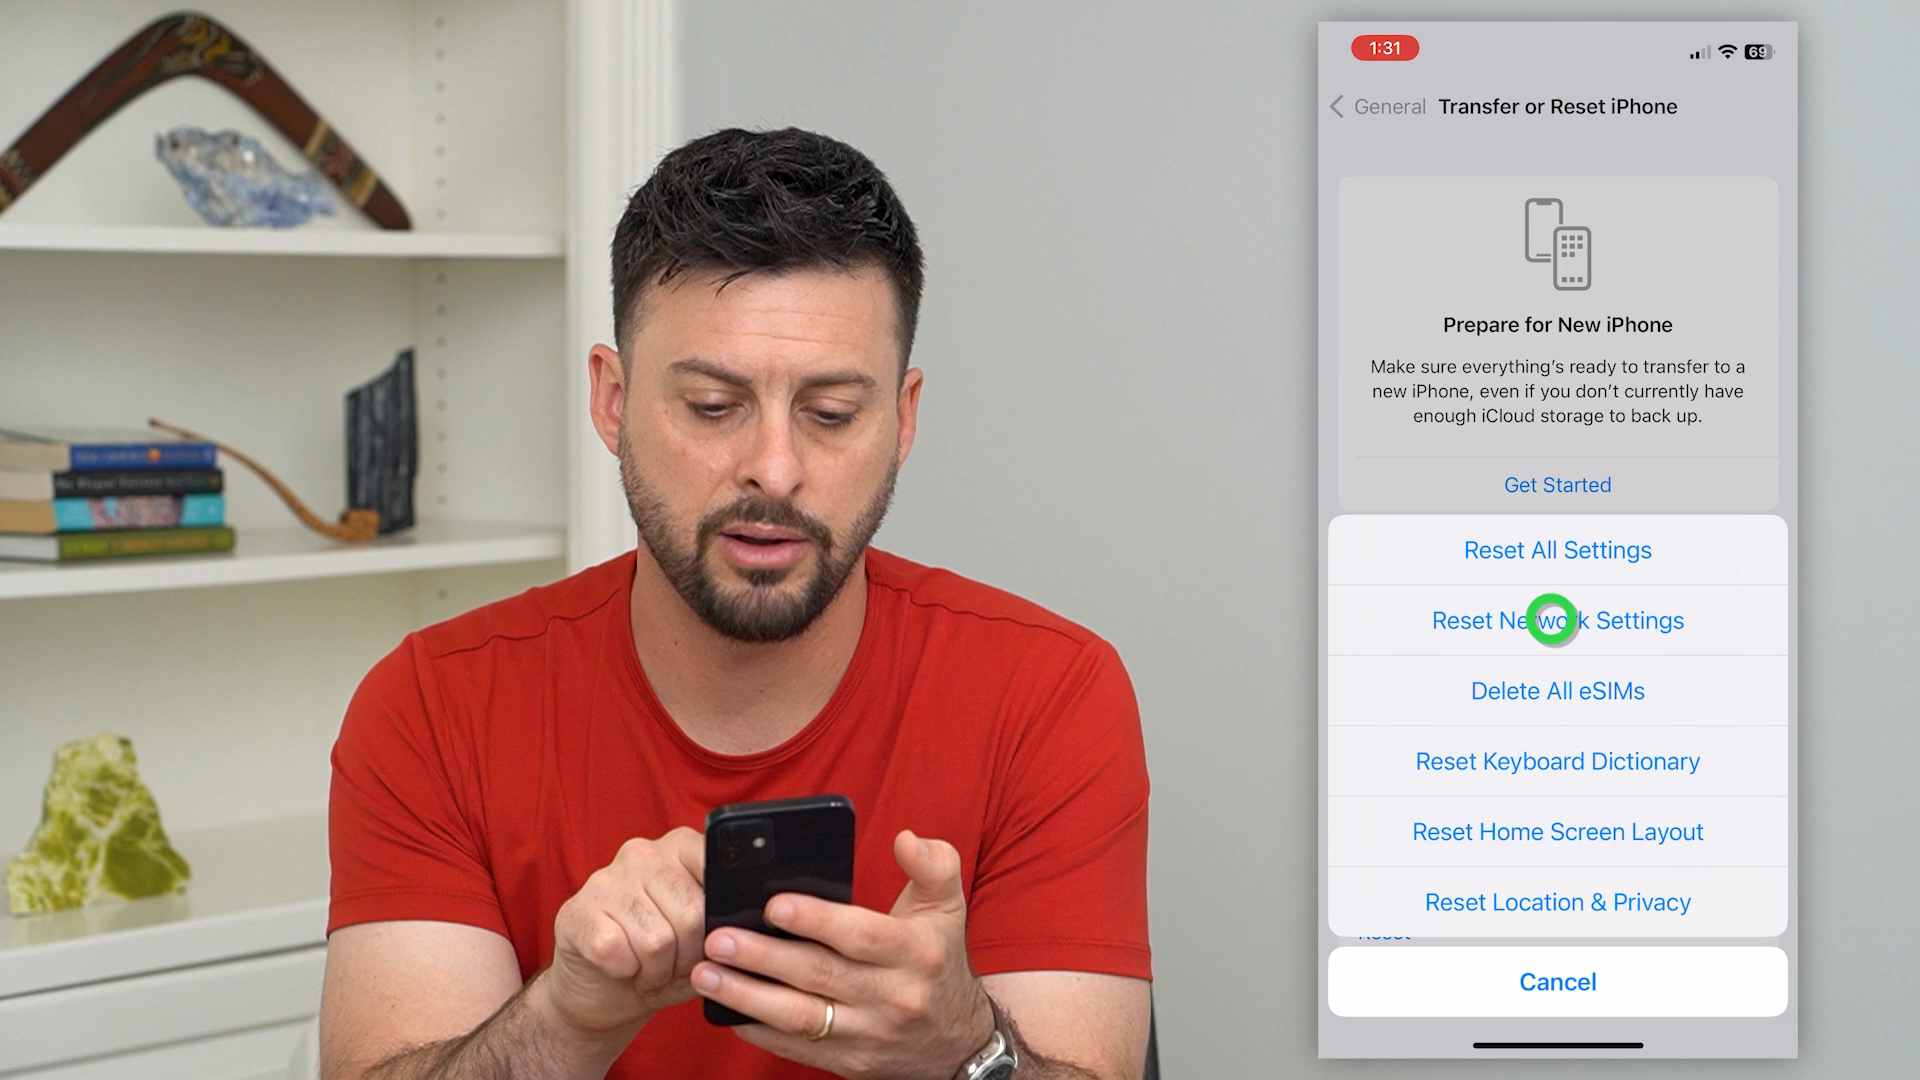 1:31
69
General Transfer or Reset iPhone
Prepare for New iPhone
Make sure everything's ready to transfer to a
new iPhone, even if you don't currently have
enough iCloud storage to back up.
Get Started
Reset All Settings
Reset Network Settings
Delete All eSIMs
Reset Keyboard Dictionary
Reset Home Screen Layout
Reset Location & Privacy
Reset
Cancel